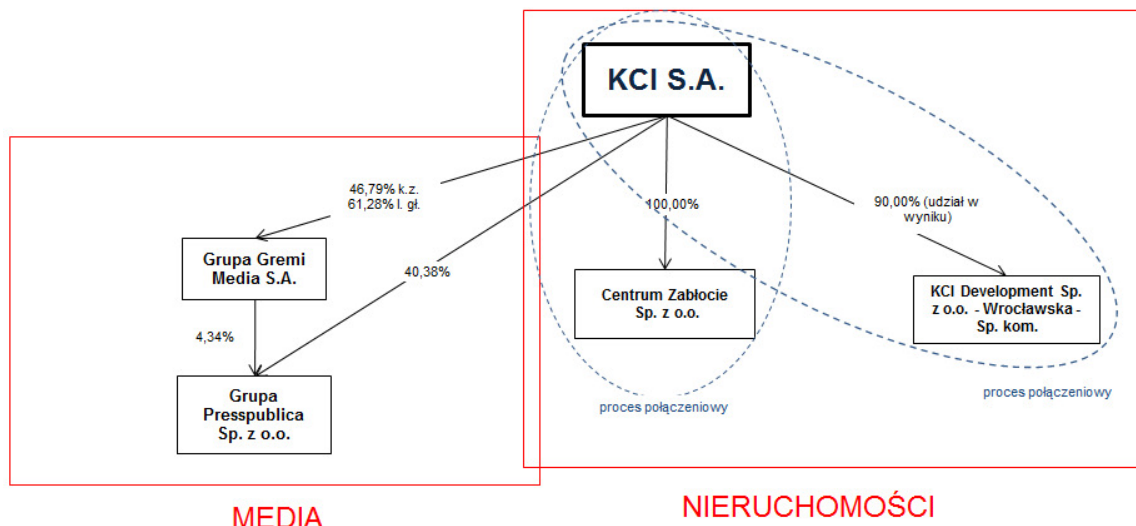 KCI S.A.
46,79% k.z.
61,28% l. gł.
100,00%
90,00% (udział w
wyniku)
Grupa Gremi
Media S.A.
40,38%
Centrum Zabłocie
Sp. z o.o.
KCI Development Sp.
z o.o. - Wrocławska -
Sp. kom.
4,34%
Grupa
Presspublica
Sp. z o.o.
proces połączeniowy
proces połączeniowy
MEDIA
NIERUCHOMOŚCI